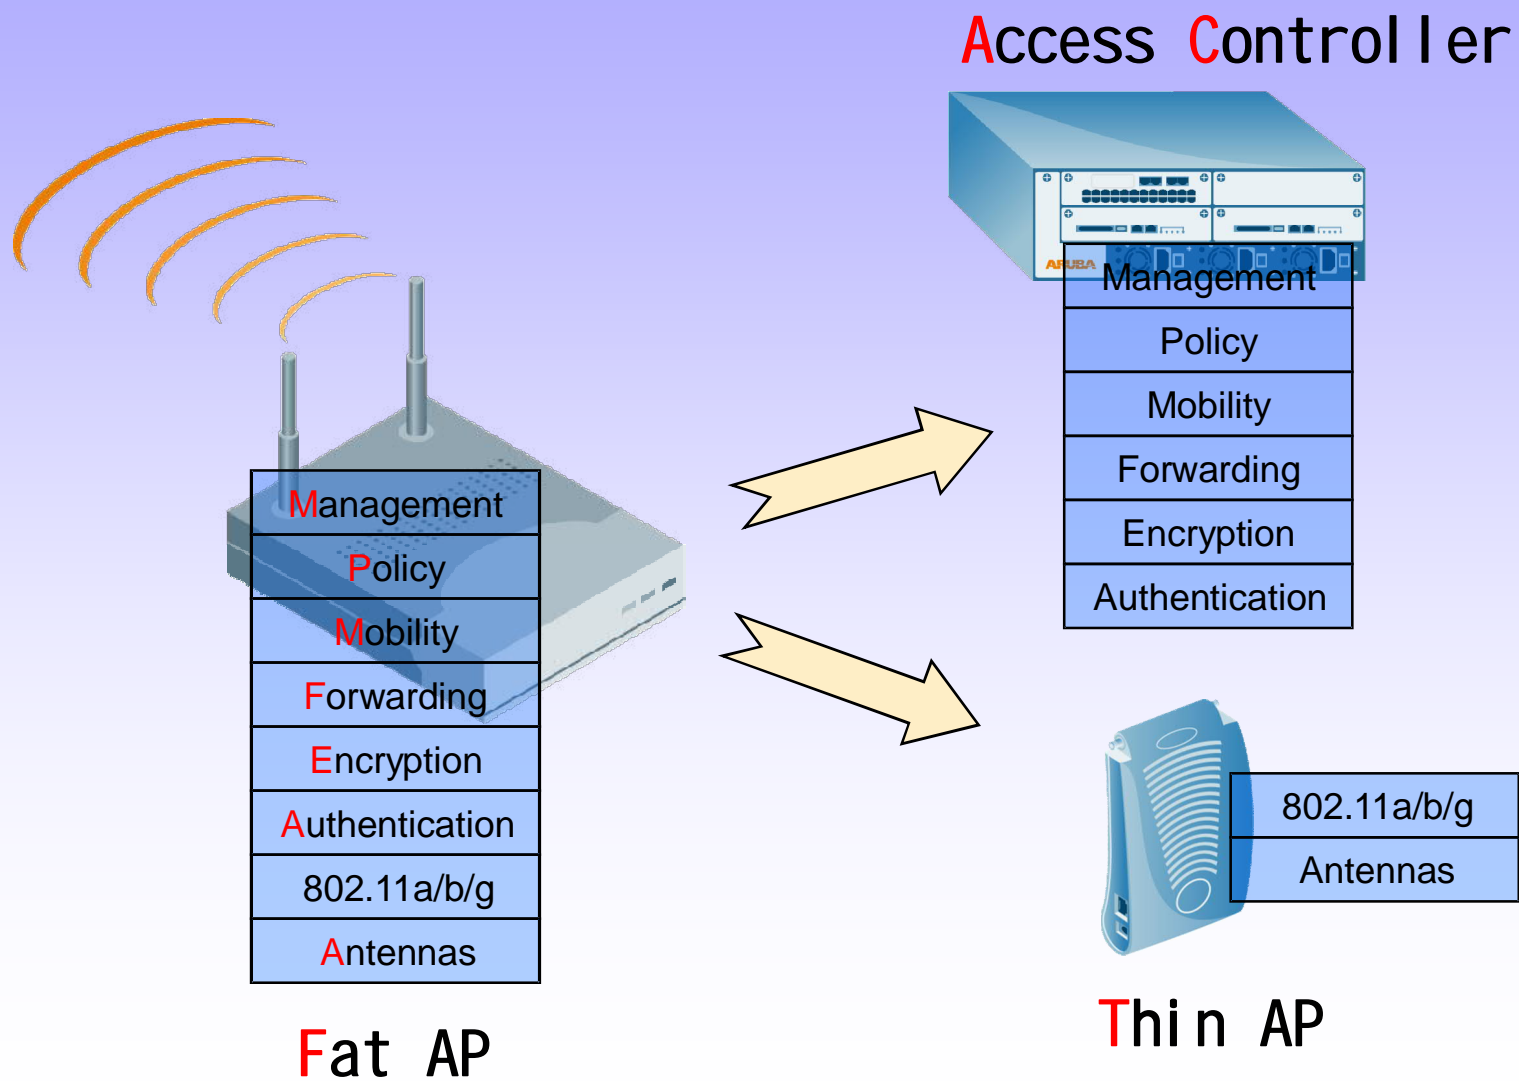 Access Controller
ARUBA
Management
Policy
Mobility
Forwarding
Encryption
Authentication
Management
Policy
Mobility
Forwarding
Encryption
Authentication
802.11a/b/g
Antennas
Fat AP
802.11a/b/g
Antennas
Thin AP